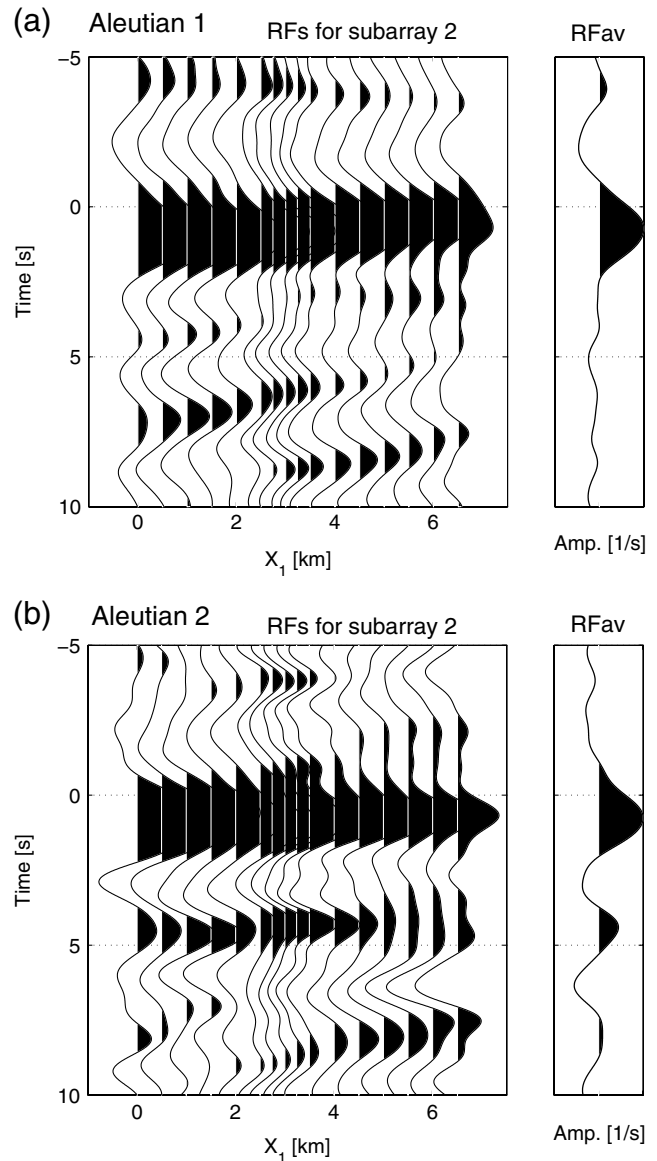 (a) Aleutian 1
RFs for subarray 2
RFav
−5
0
5
10
Time [s]
0 2 4 6
X1 [km]
Amp. [1/s]
(b) Aleutian 2
RFs for subarray 2
RFav
−5
0
5
10
Time [s]
0 2 4 6
X1 [km]
Amp. [1/s]